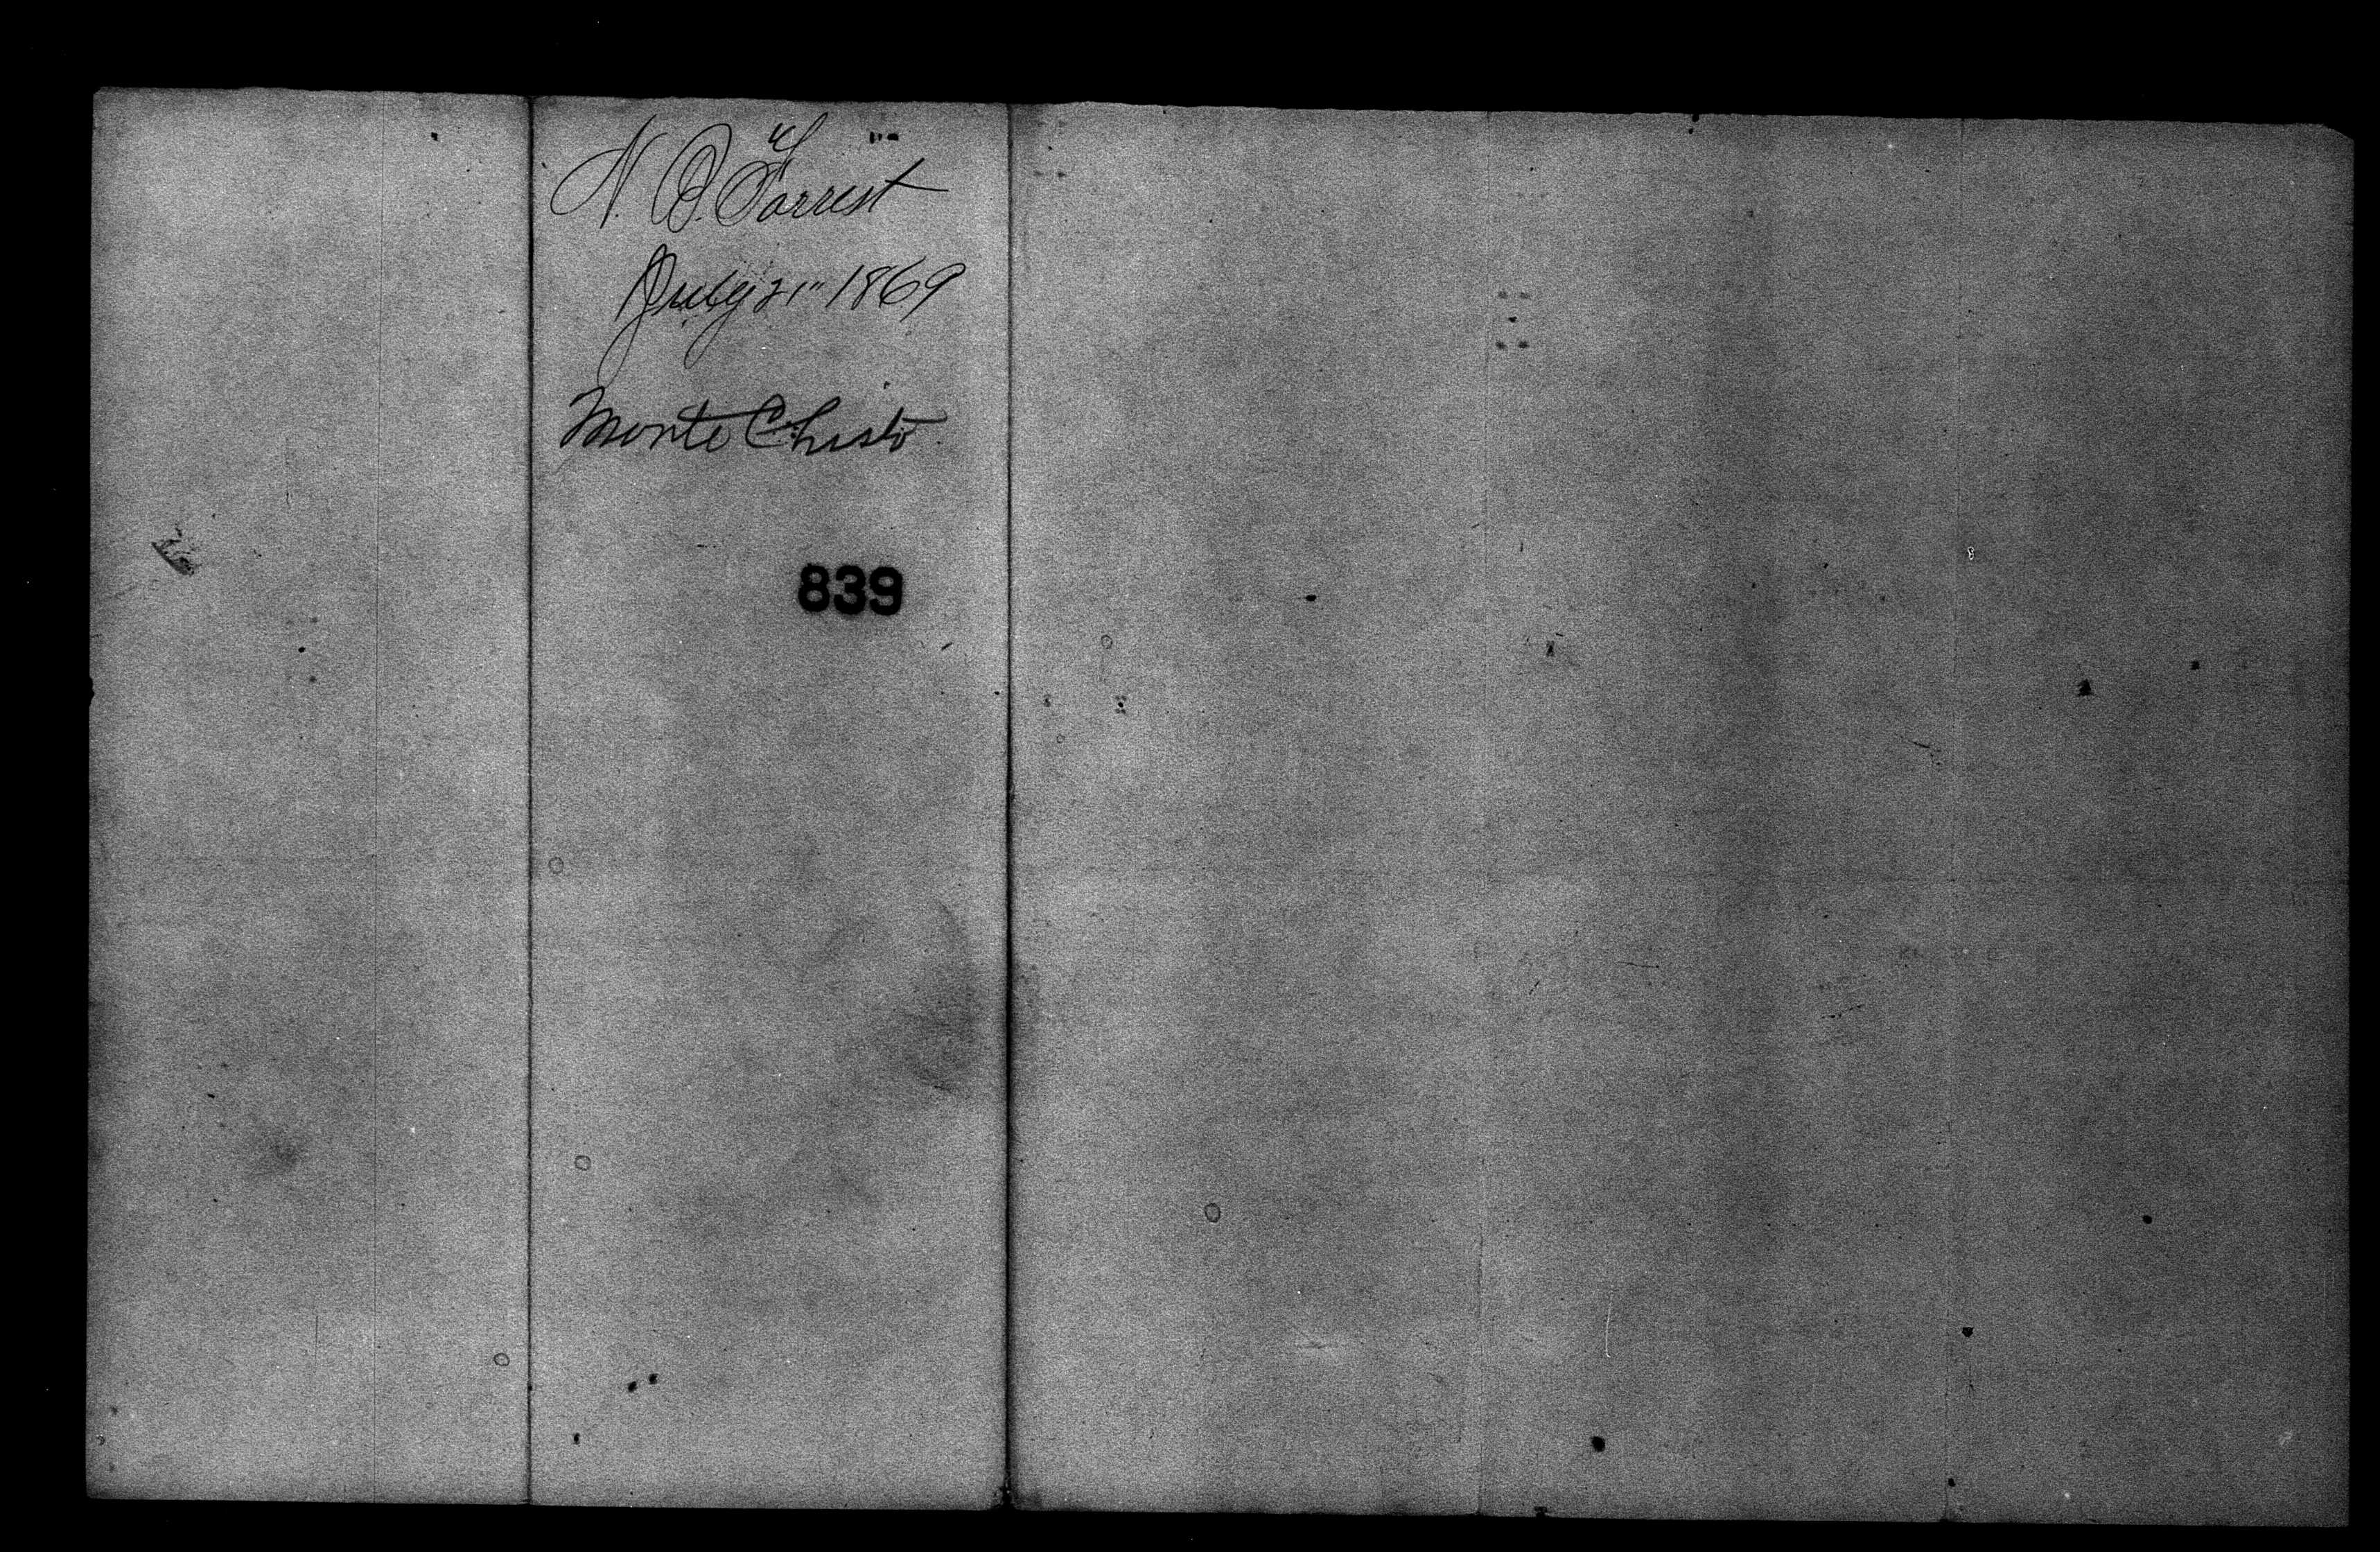 N. B. Forrest
July 21" 1869
Monte Christo
839